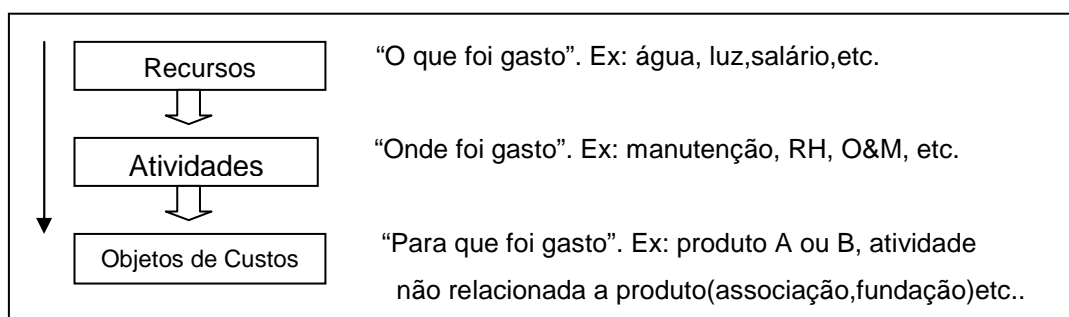 Recursos
“O que foi gasto”. Ex: água, luz,salário,etc.
Atividades
“Onde foi gasto”. Ex: manutenção, RH, O&M, etc.
Objetos de Custos
“Para que foi gasto”. Ex: produto A ou B, atividade
não relacionada a produto(associação,fundação)etc..